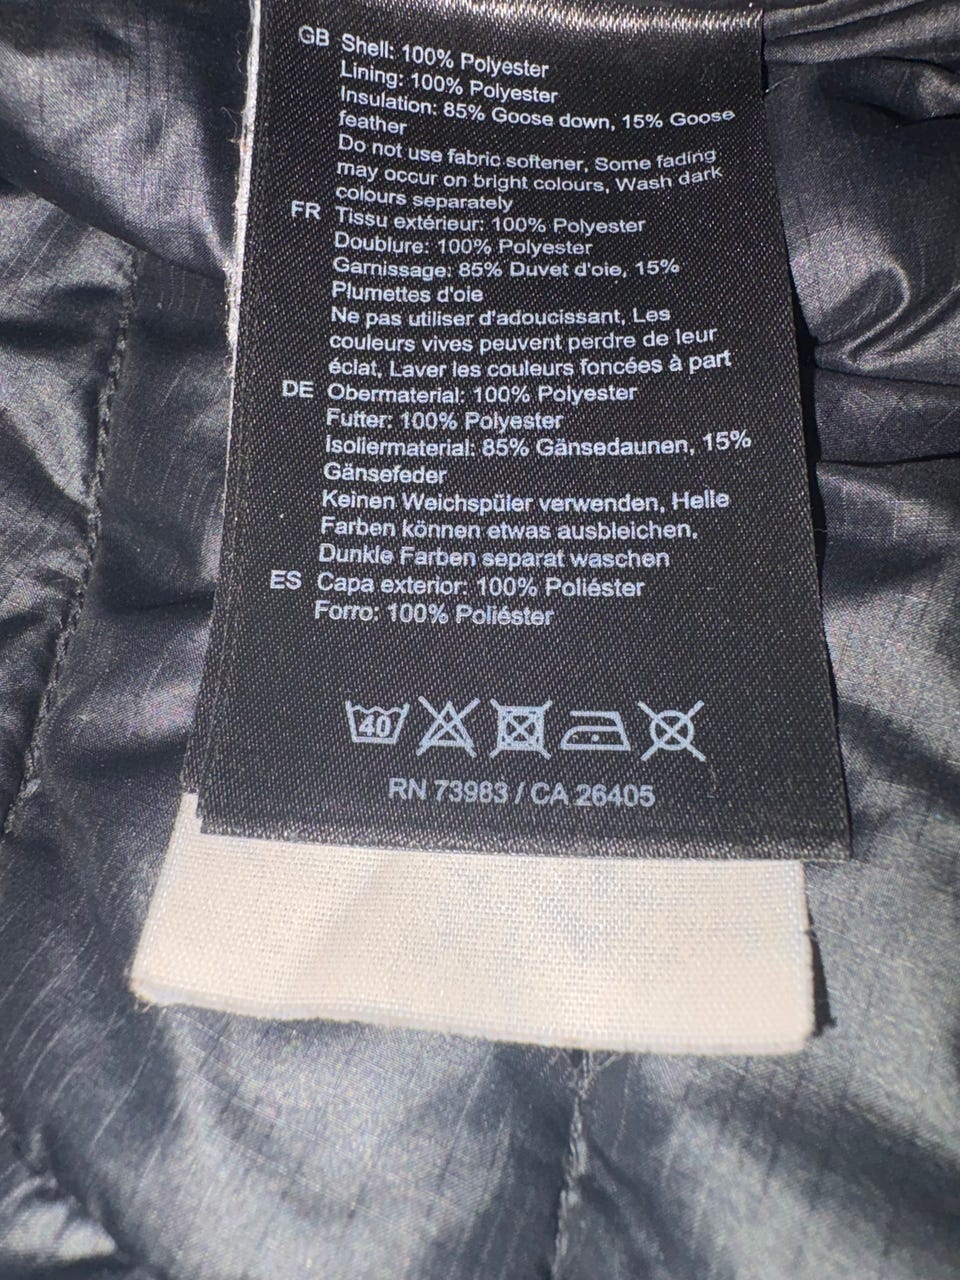 GB Shell: 100% Polyester
Lining: 100% Polyester
Insulation: 85% Goose down, 15% Goose
feather
Do not use fabric softener, Some fading
may occur on bright colours, Wash dark
colours separately
FR Tissu extérieur: 100% Polyester
Doublure: 100% Polyester
Garnissage: 85% Duvet d'oie, 15%
Plumettes d'oie
Ne pas utiliser d'adoucissant, Les
couleurs vives peuvent perdre de leur
éclat, Laver les couleurs foncées à part
DE Obermaterial: 100% Polyester
Futter: 100% Polyester
Isoliermaterial: 85% Gänsedaunen, 15%
Gänsefeder
Keinen Weichspüler verwenden, Helle
Farben können etwas ausbleichen,
Dunkle Farben separat waschen
ES Capa exterior: 100% Poliéster
Forro: 100% Poliéster
40
RN 73983 / CA 26405